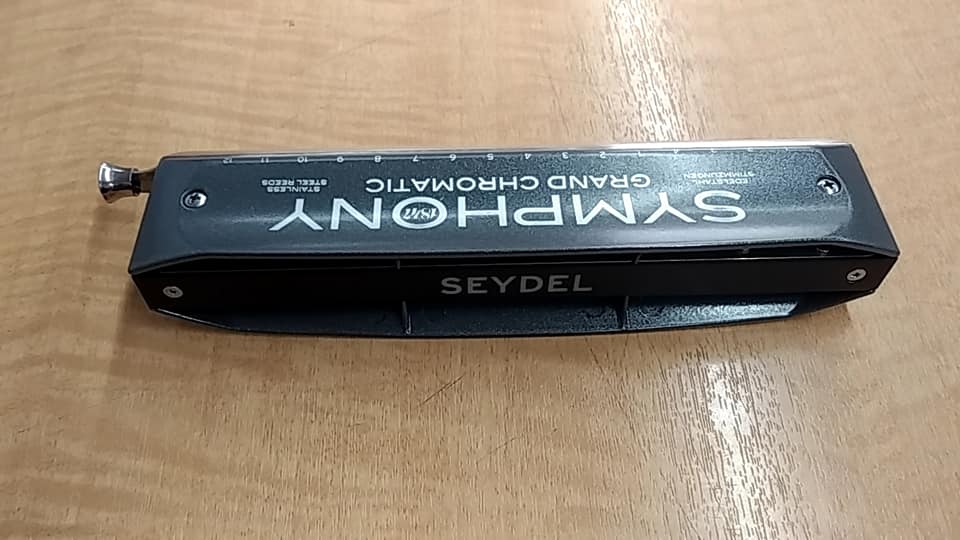 SYMPHONY
GRAND CHROMATIC
EDELSTAHL
STIMMZUNGEN
STAINLESS
STEEL REEDS
1 2 3 4 5 6 7 8 9 10 11 12
SEYDEL